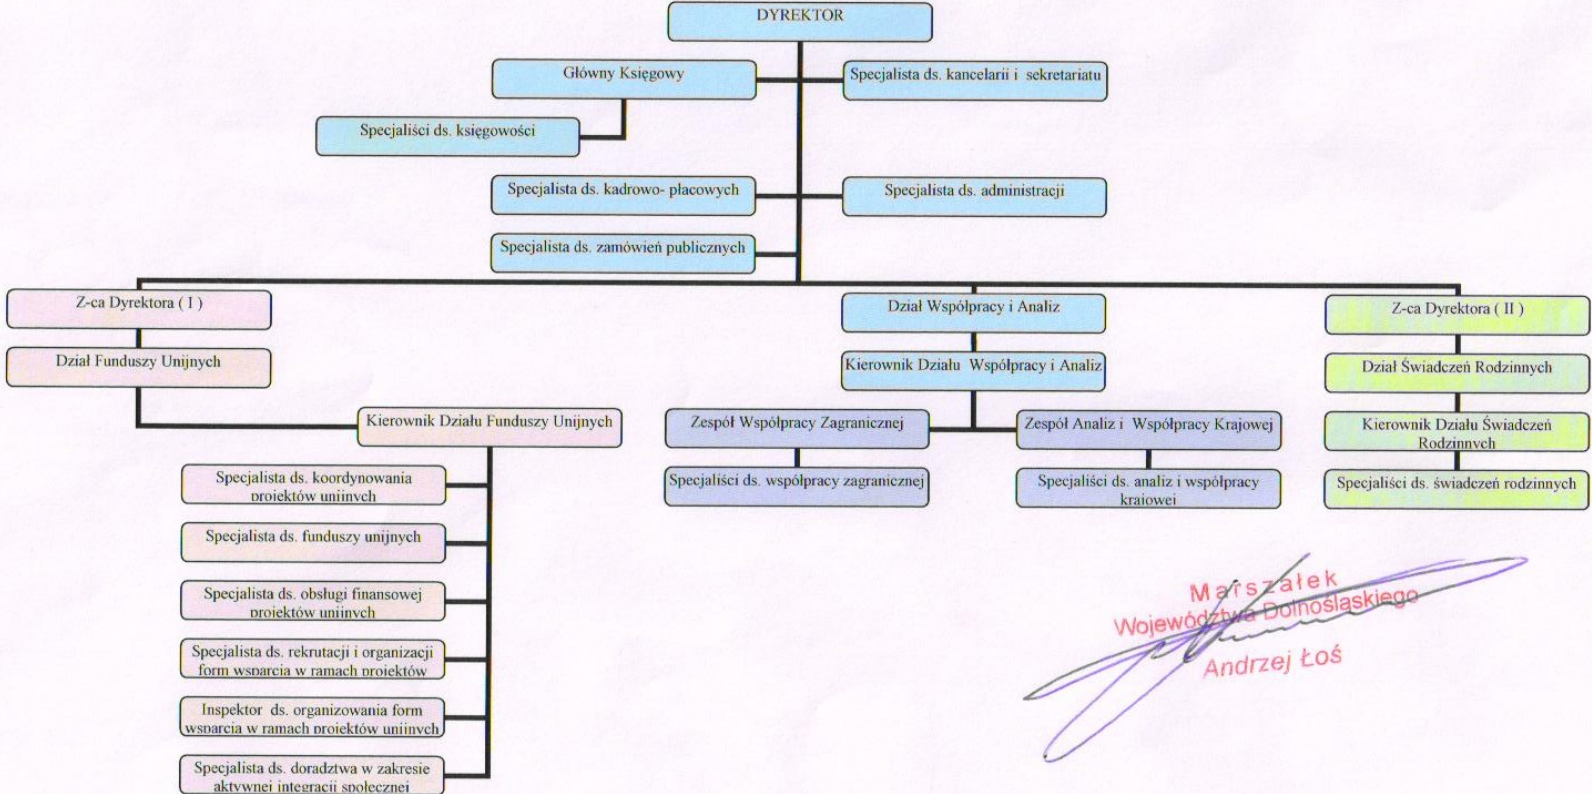 DYREKTOR
Główny Księgowy
Specjalista ds. kancelarii i sekretariatu
Specjaliści ds. księgowości
Specjalista ds. kadrowo- płacowych
Specjalista ds. administracji
Specjalista ds. zamówień publicznych
Z-ca Dyrektora ( I )
Dział Współpracy i Analiz
Z-ca Dyrektora ( II )
Dział Funduszy Unijnych
Kierownik Działu Współpracy i Analiz
Dział Świadczeń Rodzinnych
Kierownik Działu Funduszy Unijnych
Zespół Współpracy Zagranicznej
Zespół Analiz i Współpracy Krajowej
Kierownik Działu Świadczeń
Rodzinnych
Specjaliści ds. współpracy zagranicznej
Specjaliści ds. analiz i współpracy
krajowej
Specjaliści ds. świadczeń rodzinnych
Specjalista ds. koordynowania
projektów unijnych
Specjalista ds. funduszy unijnych
Specjalista ds. obsługi finansowej
projektów unijnych
Specjalista ds. rekrutacji i organizacji
form wsparcia w ramach projektów
Inspektor ds. organizowania form
wsparcia w ramach projektów unijnych
Specjalista ds. doradztwa w zakresie
aktywnej integracji społecznej
Marszałek
Województwa Dolnośląskiego
Andrzej Łoś